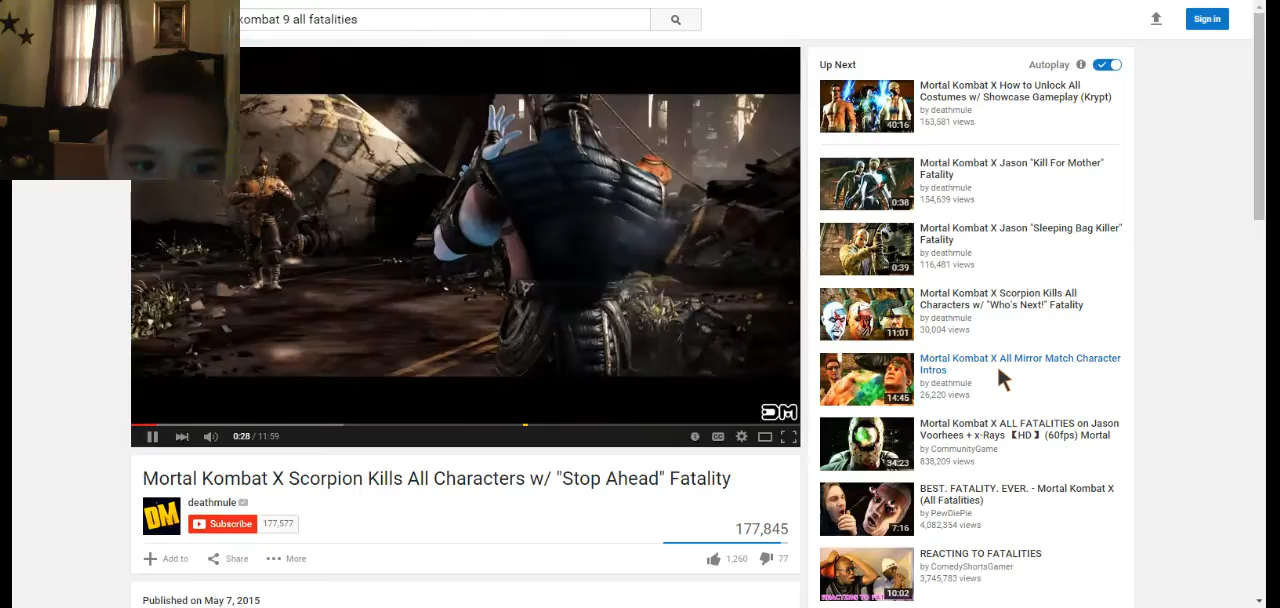 kombat 9 all fatalities
Sign in
DM
0:28 / 11:59
CC
Mortal Kombat X Scorpion Kills All Characters w/ "Stop Ahead" Fatality
DM
deathmule
Subscribe 177,577
177,845
Add to Share More
1,260 77
Published on May 7, 2015
Up Next
Autoplay
Mortal Kombat X How to Unlock All
Costumes w/ Showcase Gameplay (Krypt)
by deathmule
163,581 views
40:16
Mortal Kombat X Jason "Kill For Mother"
Fatality
by deathmule
154,639 views
0:38
Mortal Kombat X Jason "Sleeping Bag Killer"
Fatality
by deathmule
116,481 views
0:39
Mortal Kombat X Scorpion Kills All
Characters w/ "Who's Next!" Fatality
by deathmule
30,004 views
11:01
Mortal Kombat X All Mirror Match Character
Intros
by deathmule
26,220 views
14:45
Mortal Kombat X ALL FATALITIES on Jason
Voorhees + x-Rays 【HD】 (60fps) Mortal
by CommunityGame
838,209 views
34:23
BEST. FATALITY. EVER. - Mortal Kombat X
(All Fatalities)
by PewDiePie
4,082,354 views
7:16
REACTING TO FATALITIES
by ComedyShortsGamer
3,745,783 views
10:02